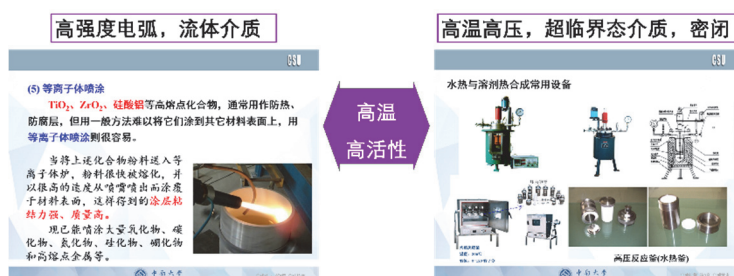 高强度电弧，流体介质
高温高压，超临界态介质，密闭
CSU
CSU
(5) 等离子体喷涂
TiO₂、ZrO₂、硅酸铝等高熔点化合物，通常用作防热、
防腐层，但用一般方法难以将它们涂到其它材料表面上，用
等离子体喷涂则很容易。
当将上述化合物粉料送入等
离子体炉，粉料很快被熔化，并
以很高的速度从喷嘴喷出而涂覆
于材料表面，这样得到的涂层粘
结力强、质量高。
现已能喷涂大量氧化物、碳
化物、氮化物、硅化物、硼化物
和高熔点金属等。
高温
高活性
水热与溶剂热合成常用设备
高压反应釜(水热釜)
中南大学
中南大学